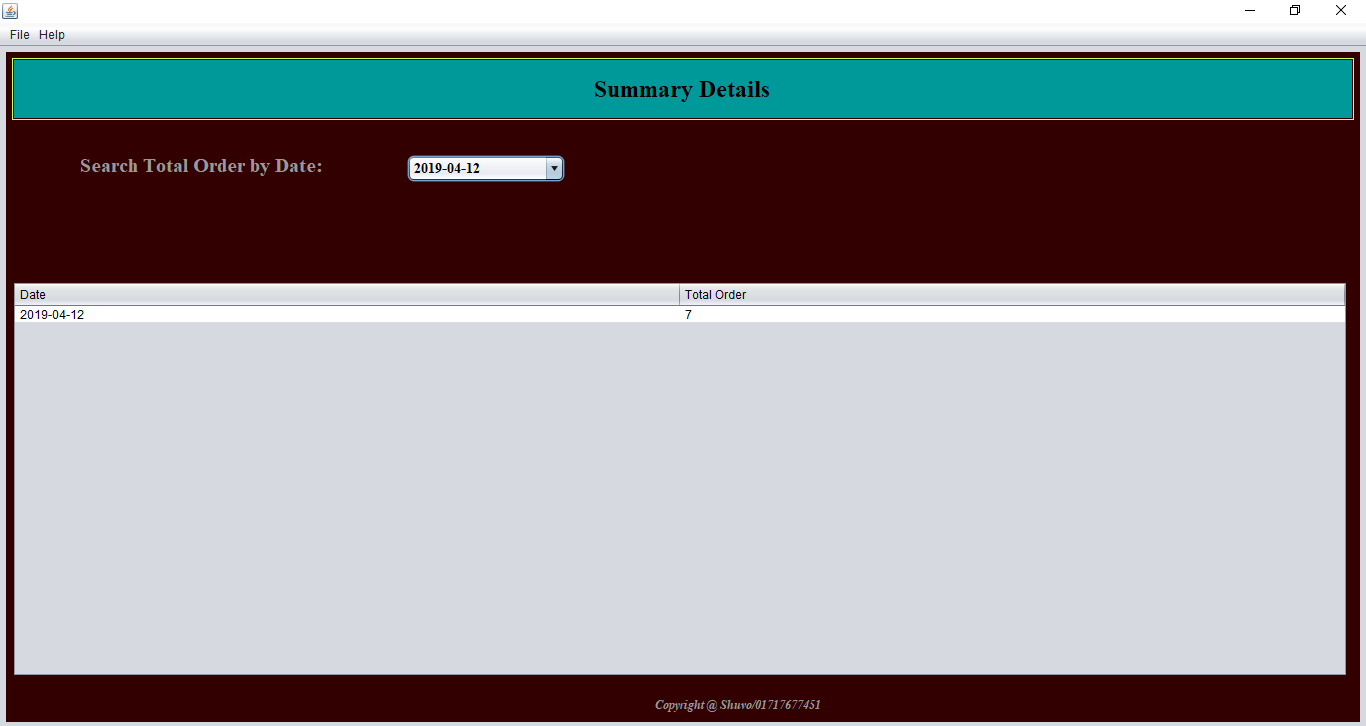 File Help
Summary Details
Search Total Order by Date: 2019-04-12
Date Total Order
2019-04-12 7
Copyright @ Shuvo/01717677451